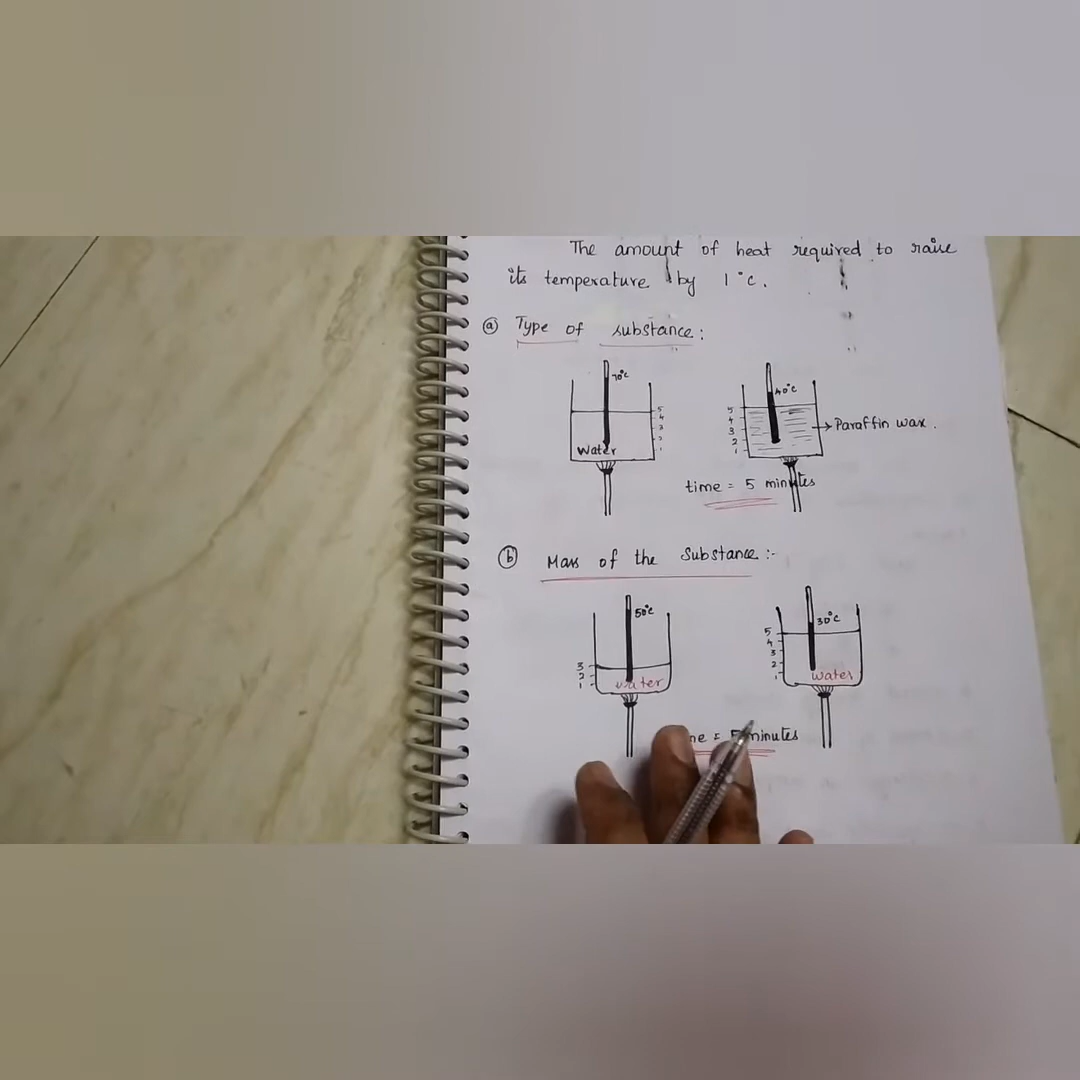 The amount of heat required to raise
its temperature by 1°c.
ⓐ Type of substance:
70°c
40°c
5
4
3
2
1
5
4
3
2
1
Water
→ Paraffin wax.
time = 5 minutes
ⓑ Mass of the Substance :-
50°c
30°c
3
2
1
5
4
3
2
1
water
water
= 5 minutes